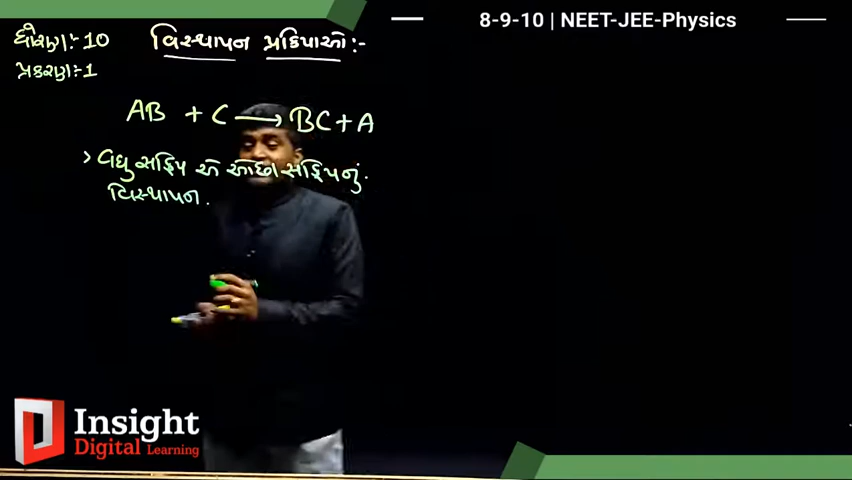 8-9-10 | NEET-JEE-Physics
ધોરણ:- 10 વિસ્થાપન પ્રક્રિયાઓ :-
પ્રકરણ:- 1
AB + C ⟶ BC + A
> વધુ સક્રિય એ ઓછા સક્રિયનું.
વિસ્થાપન.
Insight
Digital Learning